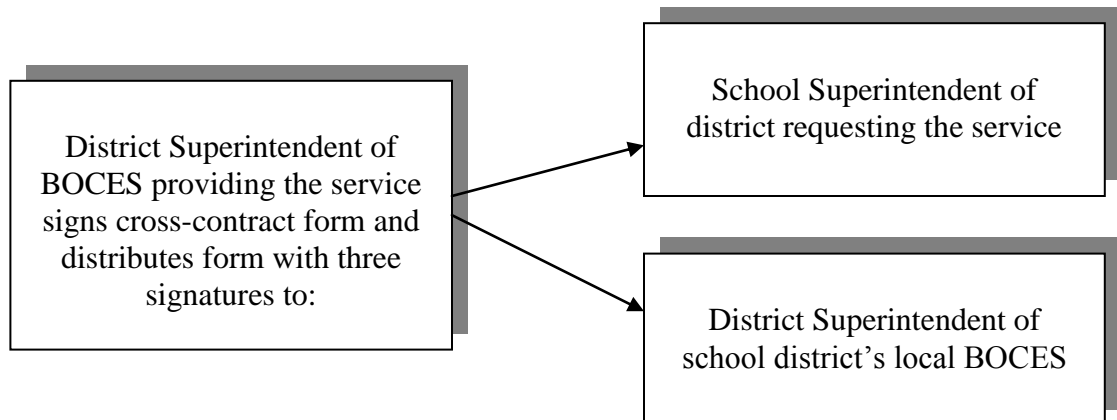 District Superintendent of
BOCES providing the service
signs cross-contract form and
distributes form with three
signatures to:
School Superintendent of
district requesting the service
District Superintendent of
school district’s local BOCES